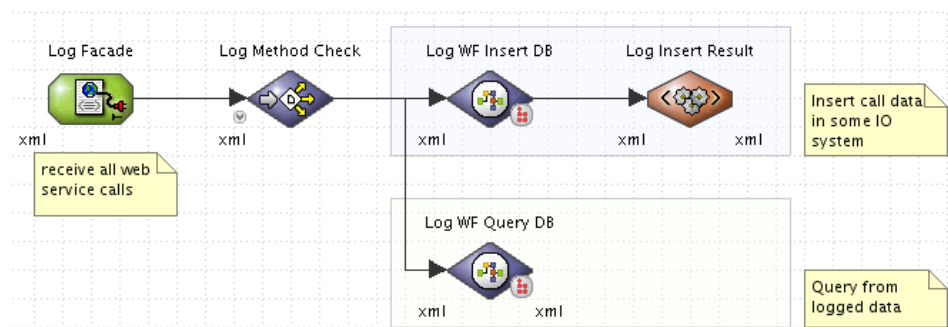 Log Facade
Log Method Check
Log WF Insert DB
Log Insert Result
D
xml
xml
xml
xml
xml
receive all web
service calls
Insert call data
in some IO
system
Log WF Query DB
xml
xml
Query from
logged data